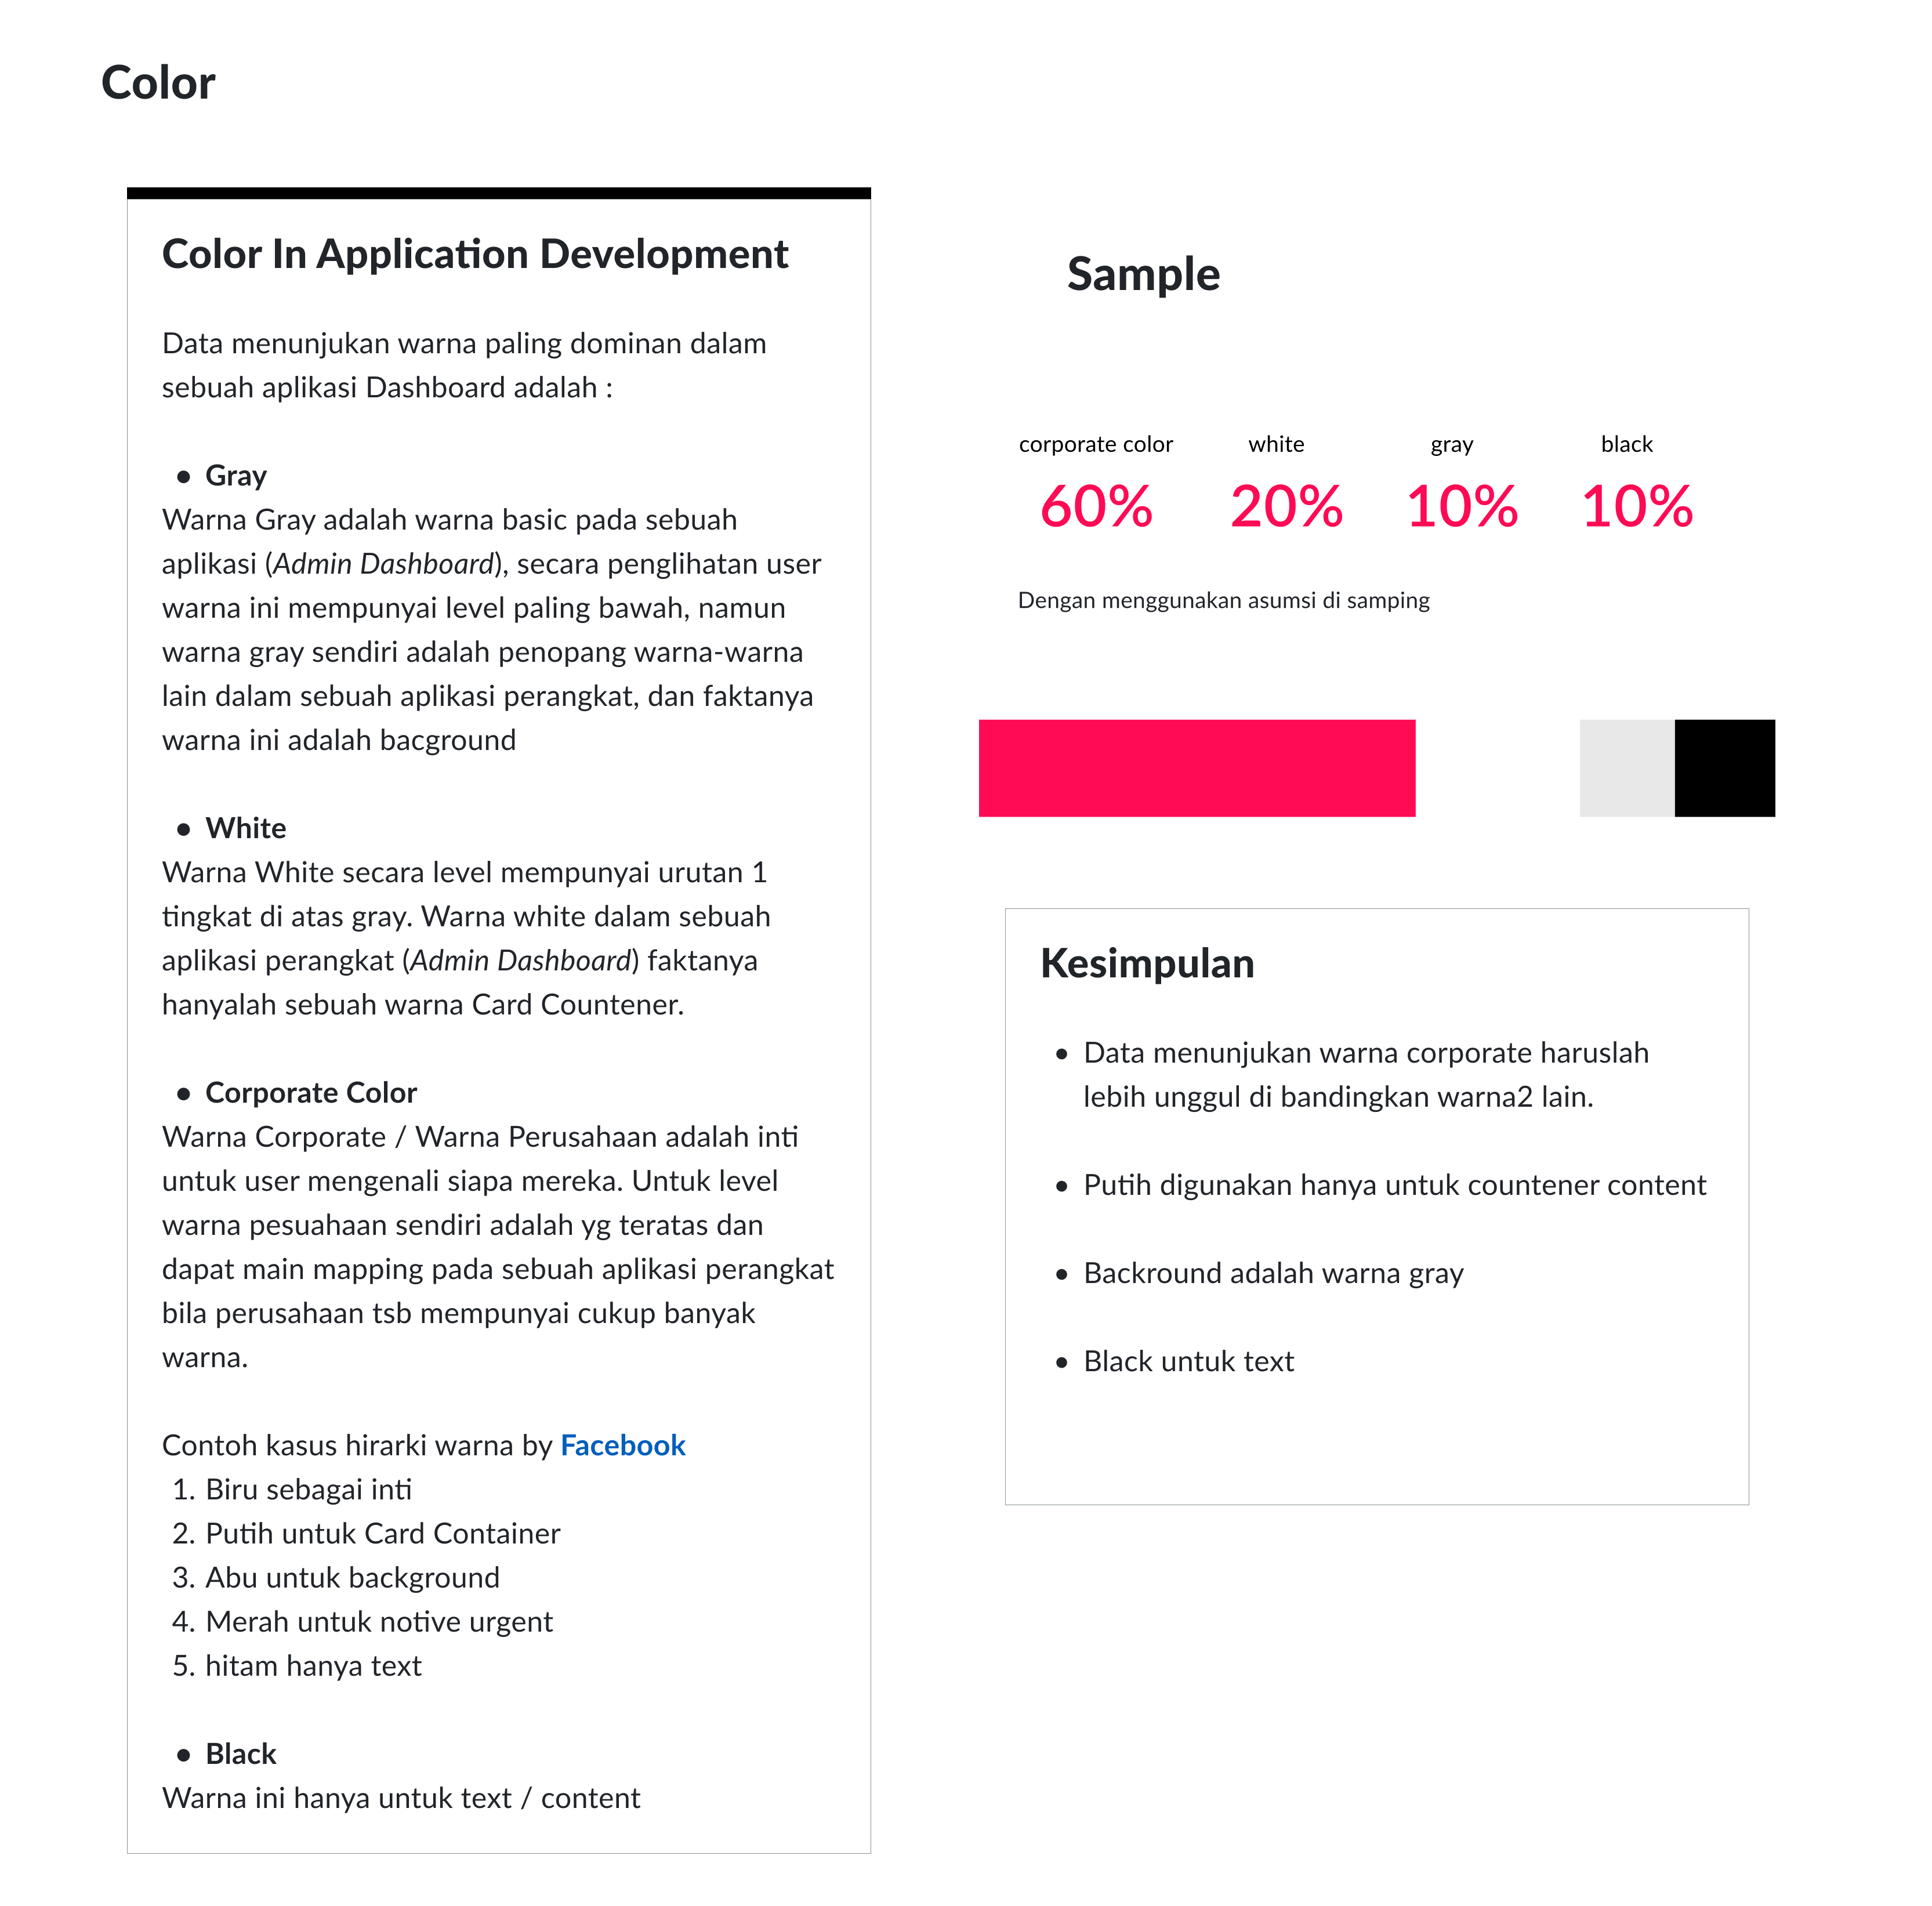 Color
Color In Application Development
Data menunjukan warna paling dominan dalam
sebuah aplikasi Dashboard adalah :
● Gray
Warna Gray adalah warna basic pada sebuah
aplikasi (Admin Dashboard), secara penglihatan user
warna ini mempunyai level paling bawah, namun
warna gray sendiri adalah penopang warna-warna
lain dalam sebuah aplikasi perangkat, dan faktanya
warna ini adalah bacground
● White
Warna White secara level mempunyai urutan 1
tingkat di atas gray. Warna white dalam sebuah
aplikasi perangkat (Admin Dashboard) faktanya
hanyalah sebuah warna Card Countener.
● Corporate Color
Warna Corporate / Warna Perusahaan adalah inti
untuk user mengenali siapa mereka. Untuk level
warna pesuahaan sendiri adalah yg teratas dan
dapat main mapping pada sebuah aplikasi perangkat
bila perusahaan tsb mempunyai cukup banyak
warna.
Contoh kasus hirarki warna by Facebook
1. Biru sebagai inti
2. Putih untuk Card Container
3. Abu untuk background
4. Merah untuk notive urgent
5. hitam hanya text
● Black
Warna ini hanya untuk text / content
Sample
corporate color white gray black
60% 20% 10% 10%
Dengan menggunakan asumsi di samping
Kesimpulan
● Data menunjukan warna corporate haruslah
lebih unggul di bandingkan warna2 lain.
● Putih digunakan hanya untuk countener content
● Backround adalah warna gray
● Black untuk text